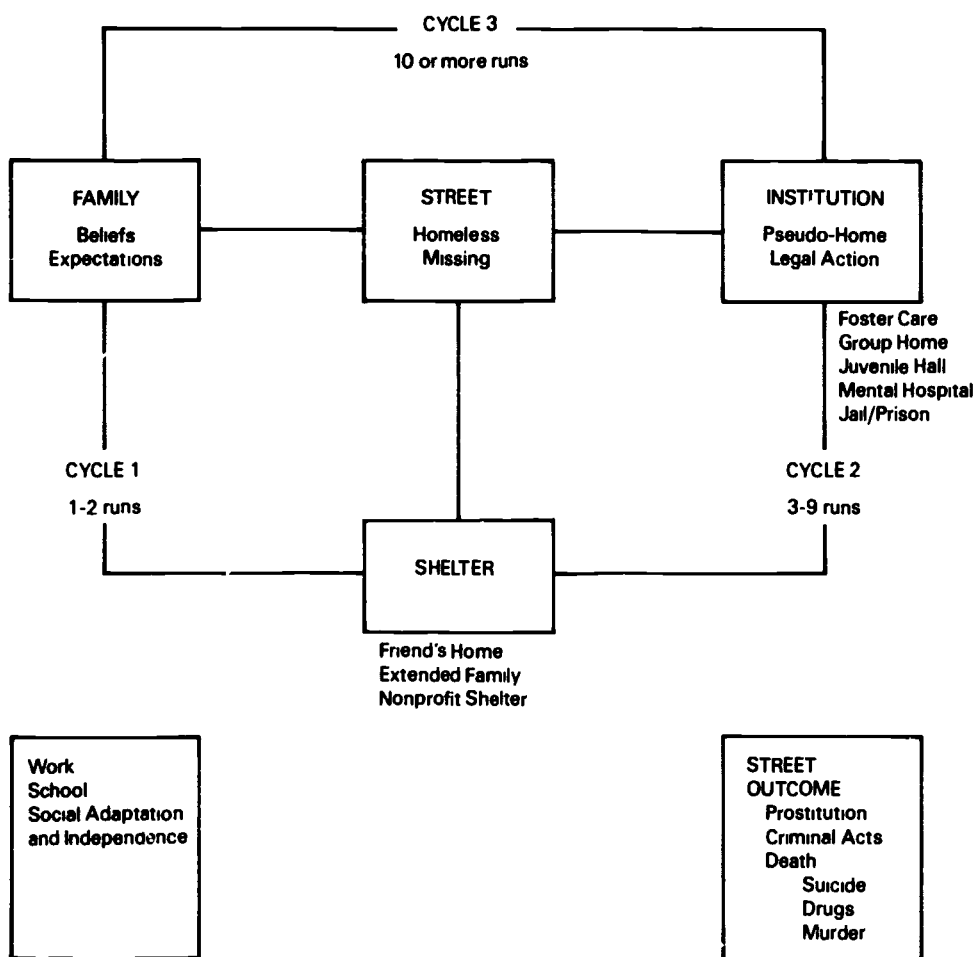 CYCLE 3
10 or more runs
FAMILY
Beliefs
Expectations
STREET
Homeless
Missing
INSTITUTION
Pseudo-Home
Legal Action
Foster Care
Group Home
Juvenile Hall
Mental Hospital
Jail/Prison
CYCLE 1
1-2 runs
CYCLE 2
3-9 runs
SHELTER
Friend's Home
Extended Family
Nonprofit Shelter
Work
School
Social Adaptation
and Independence
STREET
OUTCOME
Prostitution
Criminal Acts
Death
Suicide
Drugs
Murder